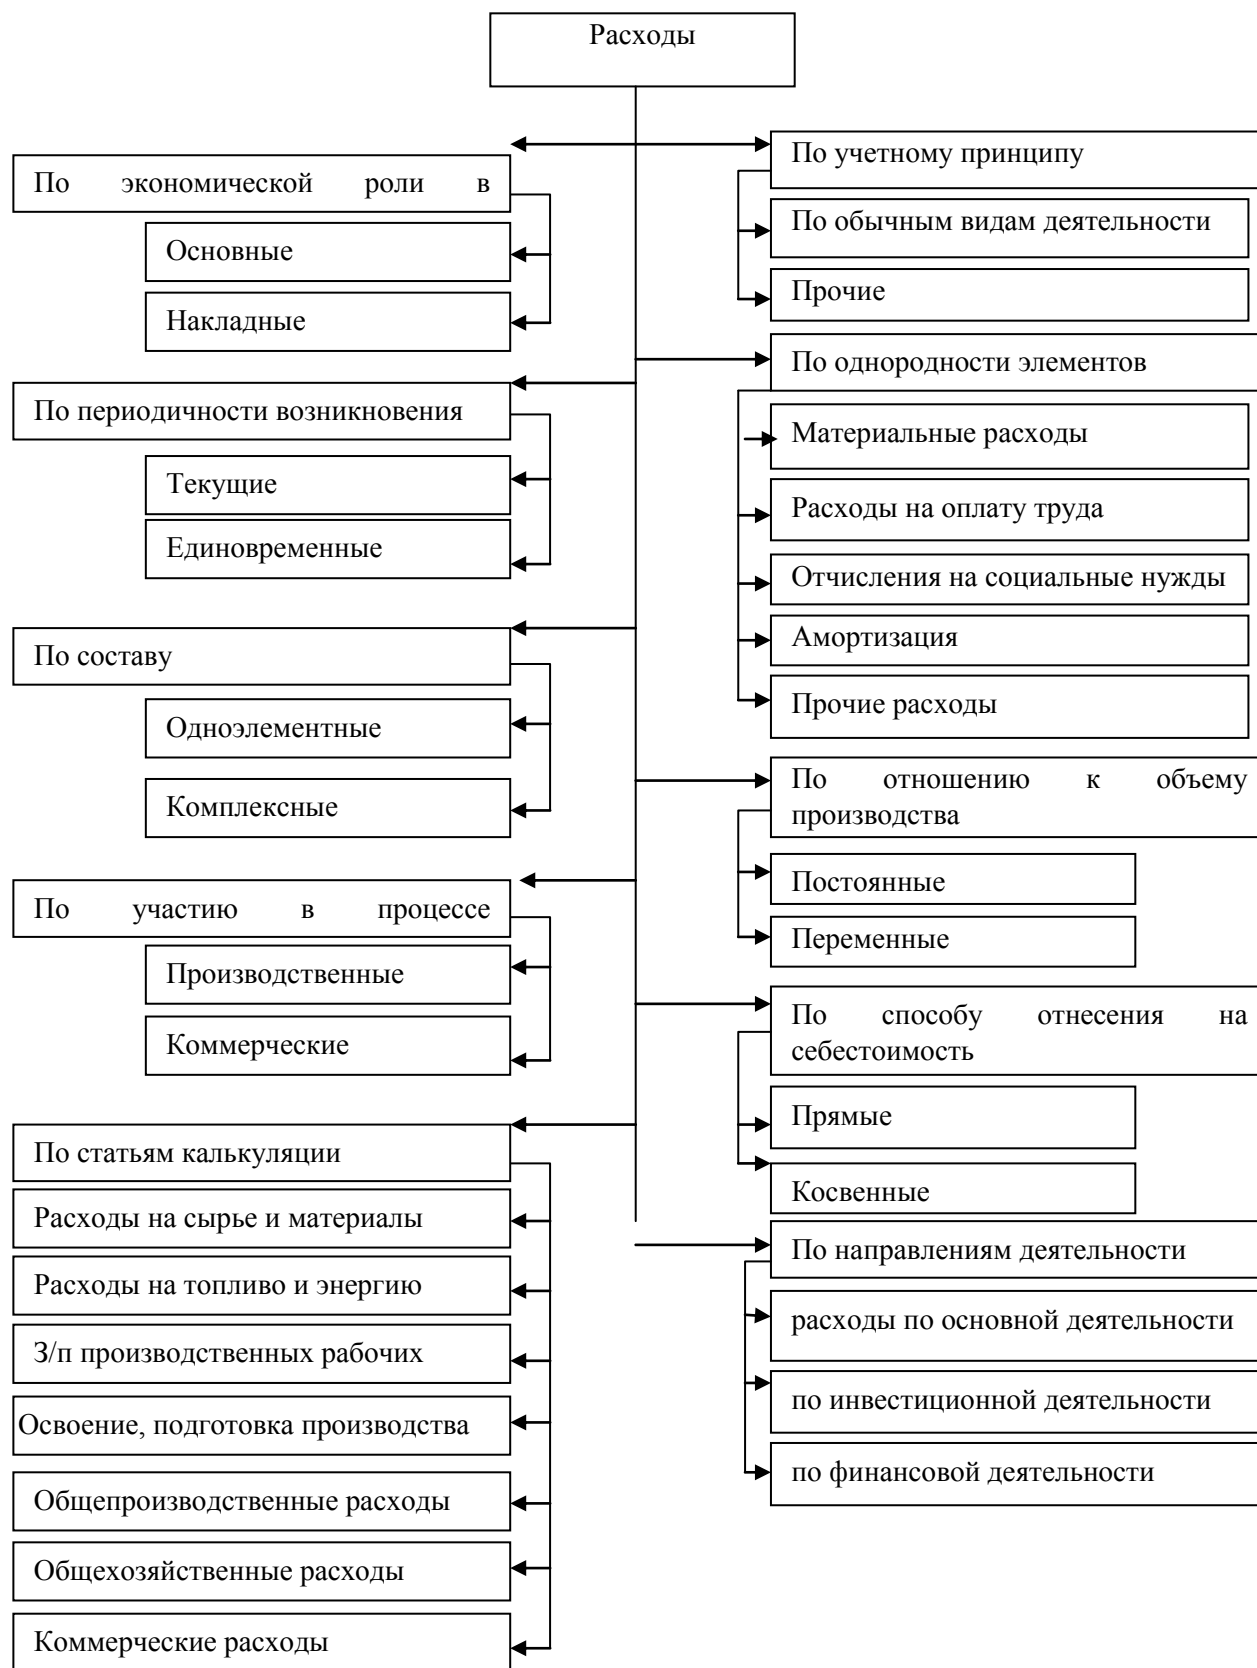 Расходы
По экономической роли в
Основные
Накладные
По периодичности возникновения
Текущие
Единовременные
По составу
Одноэлементные
Комплексные
По участию в процессе
Производственные
Коммерческие
По статьям калькуляции
Расходы на сырье и материалы
Расходы на топливо и энергию
З/п производственных рабочих
Освоение, подготовка производства
Общепроизводственные расходы
Общехозяйственные расходы
Коммерческие расходы
По учетному принципу
По обычным видам деятельности
Прочие
По однородности элементов
Материальные расходы
Расходы на оплату труда
Отчисления на социальные нужды
Амортизация
Прочие расходы
По отношению к объему
производства
Постоянные
Переменные
По способу отнесения на
себестоимость
Прямые
Косвенные
По направлениям деятельности
расходы по основной деятельности
по инвестиционной деятельности
по финансовой деятельности